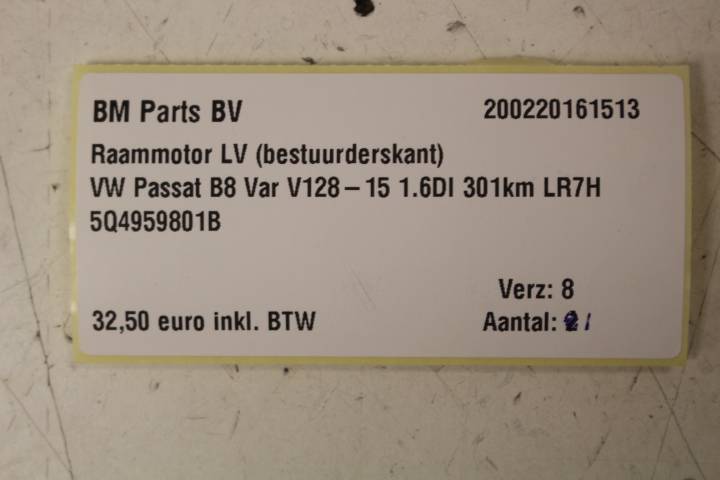 BM Parts BV 200220161513
Raammotor LV (bestuurderskant)
VW Passat B8 Var V128-15 1.6DI 301km LR7H
5Q4959801B
Verz: 8
32,50 euro inkl. BTW Aantal: 1